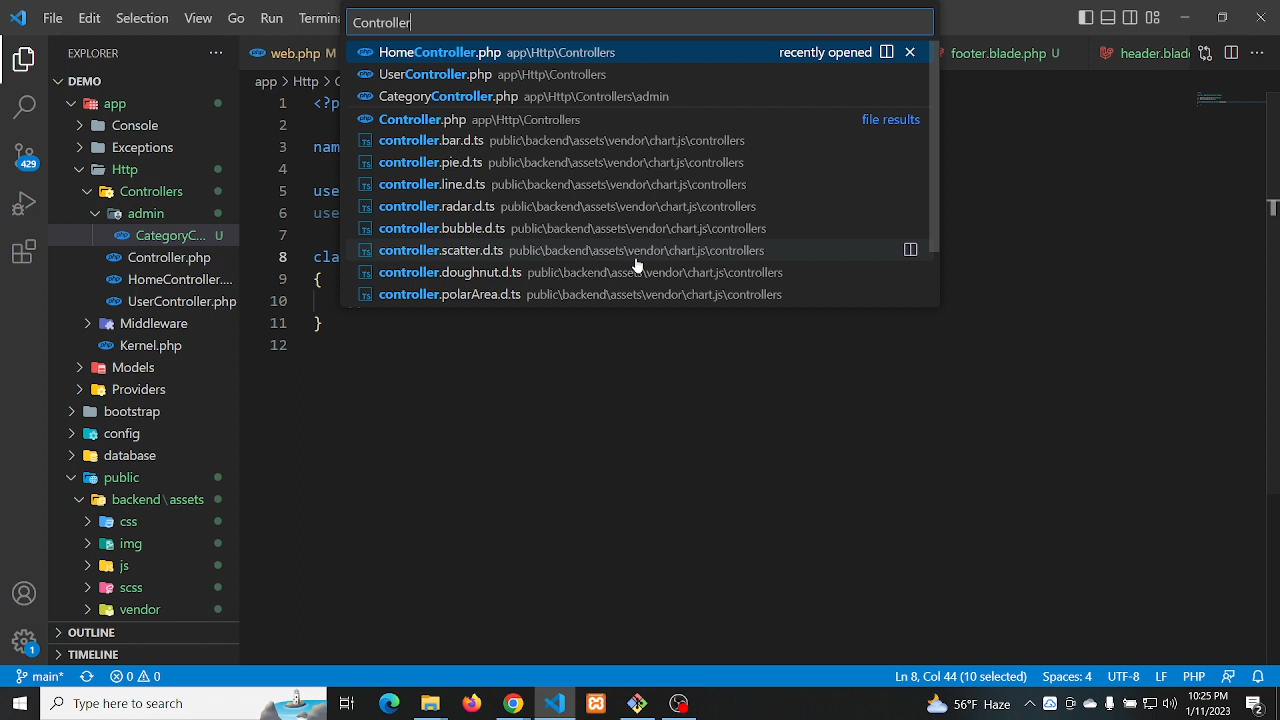 File Edit Selection View Go Run Termina
Controller
EXPLORER
web.php M
footer.blade.php U
header.blade
HomeController.php app\Http\Controllers recently opened
UserController.php app\Http\Controllers
CategoryController.php app\Http\Controllers\admin
Controller.php app\Http\Controllers file results
controller.bar.d.ts public\backend\assets\vendor\chart.js\controllers
controller.pie.d.ts public\backend\assets\vendor\chart.js\controllers
controller.line.d.ts public\backend\assets\vendor\chart.js\controllers
controller.radar.d.ts public\backend\assets\vendor\chart.js\controllers
controller.bubble.d.ts public\backend\assets\vendor\chart.js\controllers
controller.scatter.d.ts public\backend\assets\vendor\chart.js\controllers
controller.doughnut.d.ts public\backend\assets\vendor\chart.js\controllers
controller.polarArea.d.ts public\backend\assets\vendor\chart.js\controllers
DEMO
app
Console
Exceptions
Http
Controllers
admin
CategoryC... U
Controller.php
HomeController....
UserController.php
Middleware
Kernel.php
Models
Providers
bootstrap
config
database
public
backend\assets
css
img
js
scss
vendor
OUTLINE
TIMELINE
429
1
app > Http > C
1 <?p
2
3 nam
4
5 use
6 use
7
8 cla
9 {
10
11 }
12
main* 0 0
Ln 8, Col 44 (10 selected) Spaces: 4 UTF-8 LF PHP
Type here to search
56°F Haze
10:25 PM
1/11/2023
2